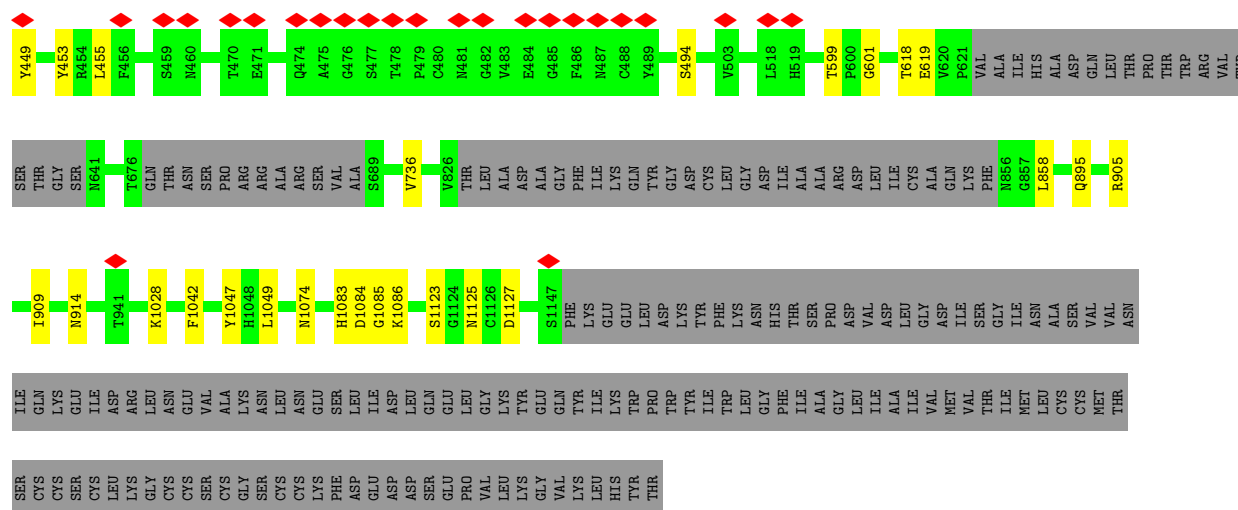 Y449 Y453 R454 L455 F456 S459 N460 T470 E471 Q474 A475 G476 S477 T478 P479 C480 N481 G482 V483 E484 G485 F486 N487 C488 Y489 S494 V503 L518 H519 T599 P600 G601 T618 E619 V620 P621 VAL ALA ILE HIS ALA ASP GLN LEU THR PRO THR TRP ARG VAL
SER THR GLY SER N641 T676 GLN THR ASN SER PRO ARG ARG ALA ARG SER VAL ALA S689 V736 V826 THR LEU ALA ASP ALA GLY PHE ILE LYS GLN TYR GLY ASP CYS LEU GLY ASP ILE ALA ALA ARG ASP LEU ILE CYS ALA GLN LYS PHE N856 G857 L858 Q895 R905
I909 N914 T941 K1028 F1042 Y1047 H1048 L1049 N1074 H1083 D1084 G1085 K1086 S1123 G1124 N1125 C1126 D1127 S1147 PHE LYS GLU GLU LEU ASP LYS TYR PHE LYS ASN HIS THR SER PRO ASP VAL ASP LEU GLY ASP ILE SER GLY ILE ASN ALA SER VAL VAL ASN
ILE GLN LYS GLU ILE ASP ARG LEU ASN GLU VAL ALA LYS ASN LEU ASN GLU SER LEU ILE ASP LEU GLN GLU LEU GLY LYS TYR GLU GLN TYR ILE LYS TRP PRO TRP TYR ILE TRP LEU GLY PHE ILE ALA GLY LEU ILE ALA ILE VAL MET VAL THR ILE MET LEU CYS CYS MET THR
SER CYS CYS SER CYS LEU LYS GLY CYS CYS SER CYS GLY SER CYS CYS LYS PHE ASP GLU ASP ASP SER GLU PRO VAL LEU LYS GLY VAL LYS LEU HIS TYR THR